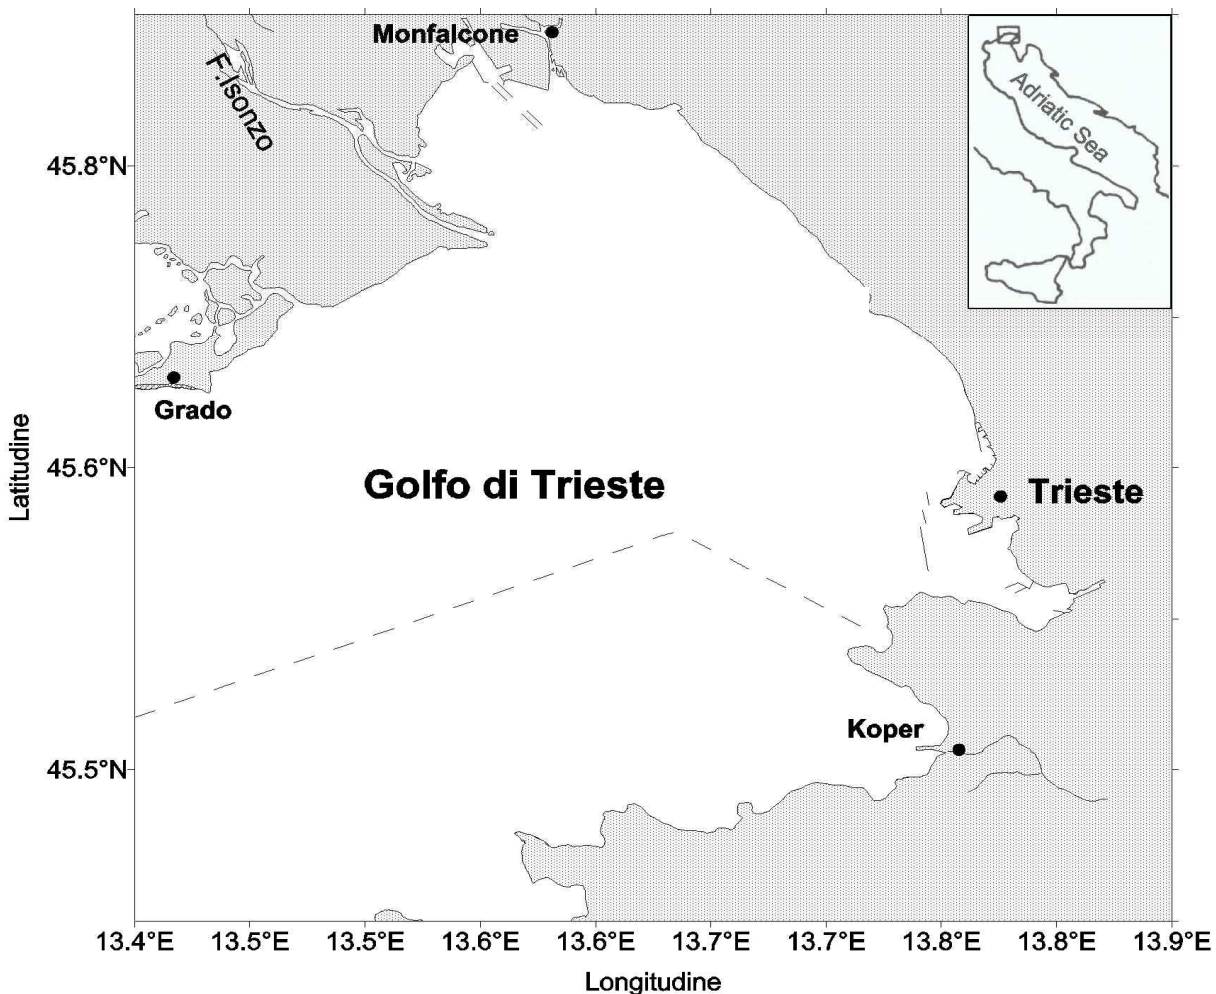 Monfalcone
F.Isonzo
Adriatic Sea
45.8°N
Grado
Latitudine
45.6°N
Golfo di Trieste
Trieste
Koper
45.5°N
13.4°E 13.5°E 13.5°E 13.6°E 13.6°E 13.7°E 13.7°E 13.8°E 13.8°E 13.9°E
Longitudine